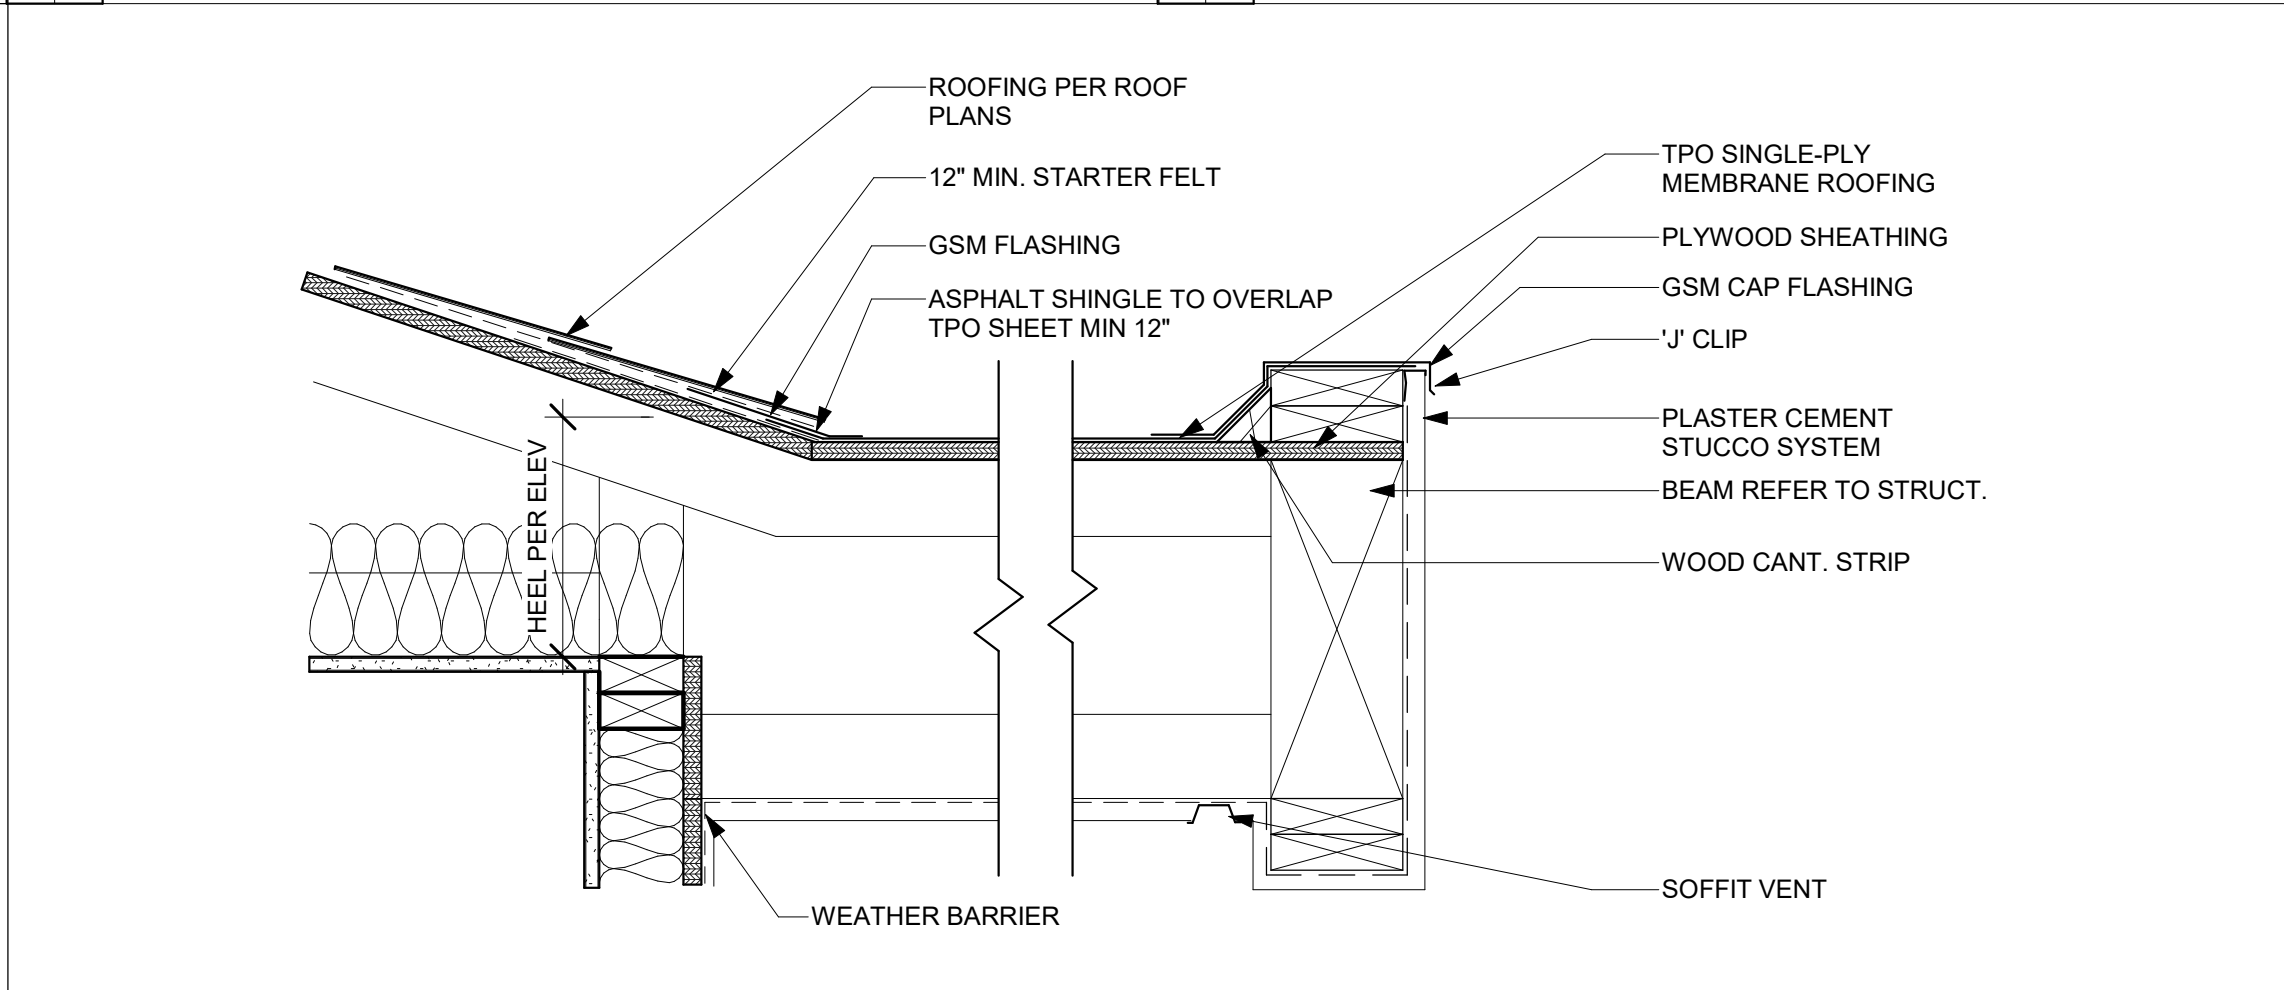 ROOFING PER ROOF
PLANS
12" MIN. STARTER FELT
GSM FLASHING
ASPHALT SHINGLE TO OVERLAP
TPO SHEET MIN 12"
TPO SINGLE-PLY
MEMBRANE ROOFING
PLYWOOD SHEATHING
GSM CAP FLASHING
'J' CLIP
PLASTER CEMENT
STUCCO SYSTEM
BEAM REFER TO STRUCT.
WOOD CANT. STRIP
HEEL PER ELEV
SOFFIT VENT
WEATHER BARRIER